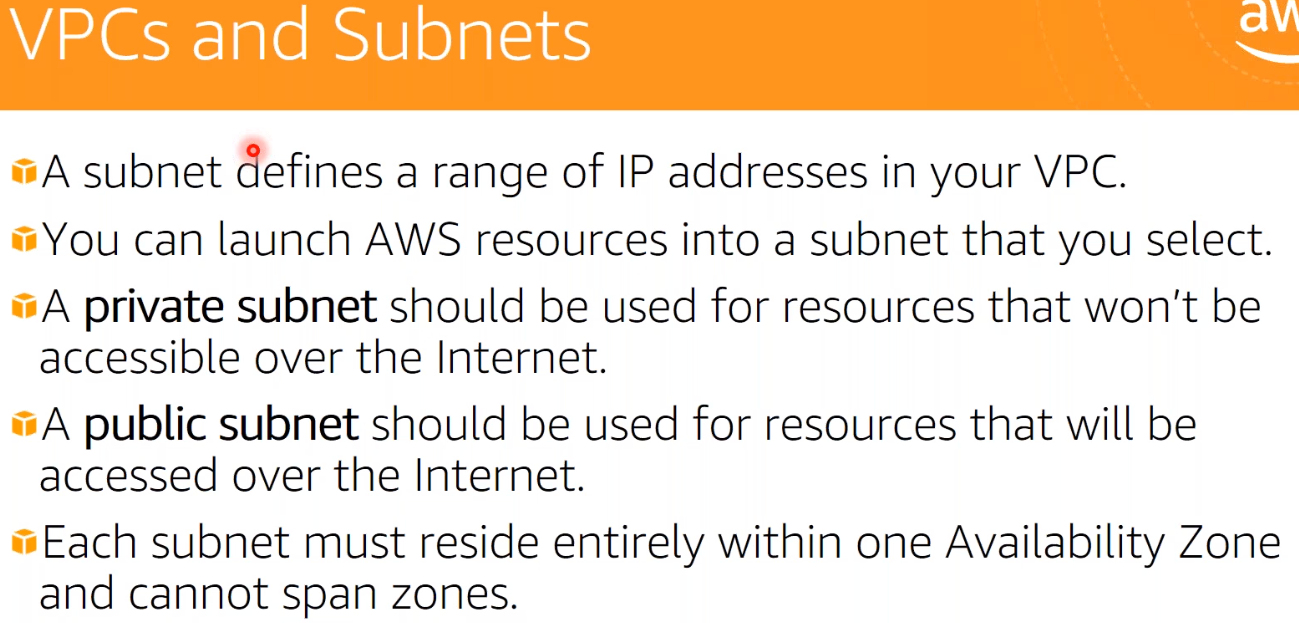 VPCs and Subnets
A subnet defines a range of IP addresses in your VPC.
You can launch AWS resources into a subnet that you select.
A private subnet should be used for resources that won't be
accessible over the Internet.
A public subnet should be used for resources that will be
accessed over the Internet.
Each subnet must reside entirely within one Availability Zone
and cannot span zones.